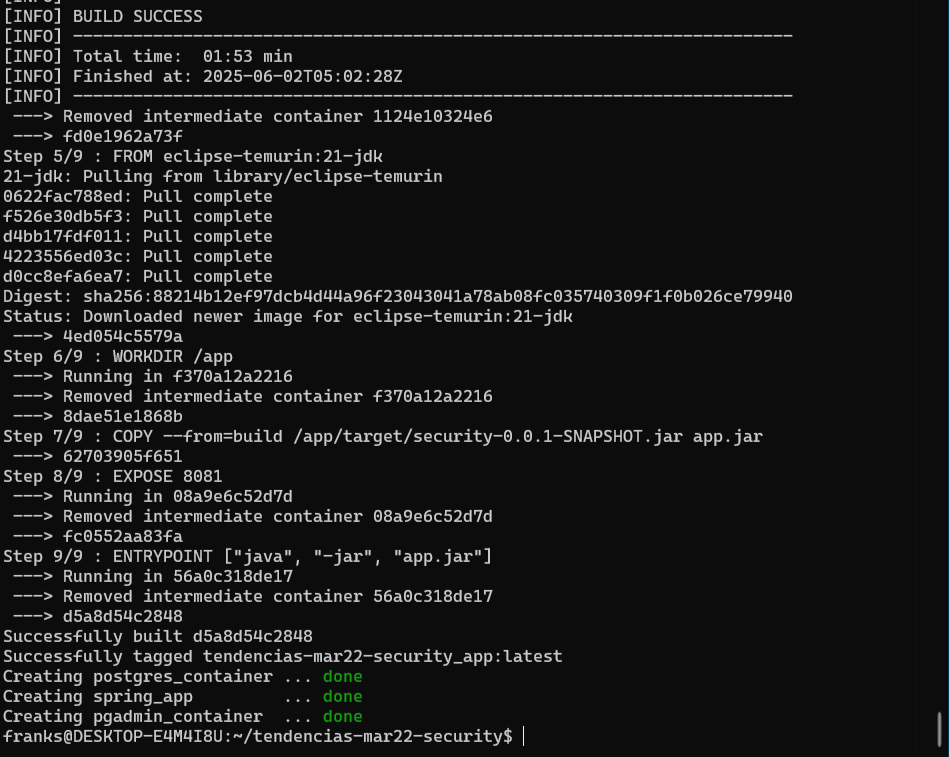 [INFO] BUILD SUCCESS
[INFO] ------------------------------------------------------------------------
[INFO] Total time:  01:53 min
[INFO] Finished at: 2025-06-02T05:02:28Z
[INFO] ------------------------------------------------------------------------
 ---> Removed intermediate container 1124e10324e6
 ---> fd0e1962a73f
Step 5/9 : FROM eclipse-temurin:21-jdk
21-jdk: Pulling from library/eclipse-temurin
0622fac788ed: Pull complete
f526e30db5f3: Pull complete
d4bb17fdf011: Pull complete
4223556ed03c: Pull complete
d0cc8efa6ea7: Pull complete
Digest: sha256:88214b12ef97dcb4d44a96f23043041a78ab08fc035740309f1f0b026ce79940
Status: Downloaded newer image for eclipse-temurin:21-jdk
 ---> 4ed054c5579a
Step 6/9 : WORKDIR /app
 ---> Running in f370a12a2216
 ---> Removed intermediate container f370a12a2216
 ---> 8dae51e1868b
Step 7/9 : COPY --from=build /app/target/security-0.0.1-SNAPSHOT.jar app.jar
 ---> 62703905f651
Step 8/9 : EXPOSE 8081
 ---> Running in 08a9e6c52d7d
 ---> Removed intermediate container 08a9e6c52d7d
 ---> fc0552aa83fa
Step 9/9 : ENTRYPOINT ["java", "-jar", "app.jar"]
 ---> Running in 56a0c318de17
 ---> Removed intermediate container 56a0c318de17
 ---> d5a8d54c2848
Successfully built d5a8d54c2848
Successfully tagged tendencias-mar22-security_app:latest
Creating postgres_container ... done
Creating spring_app         ... done
Creating pgadmin_container  ... done
franks@DESKTOP-E4M4I8U:~/tendencias-mar22-security$